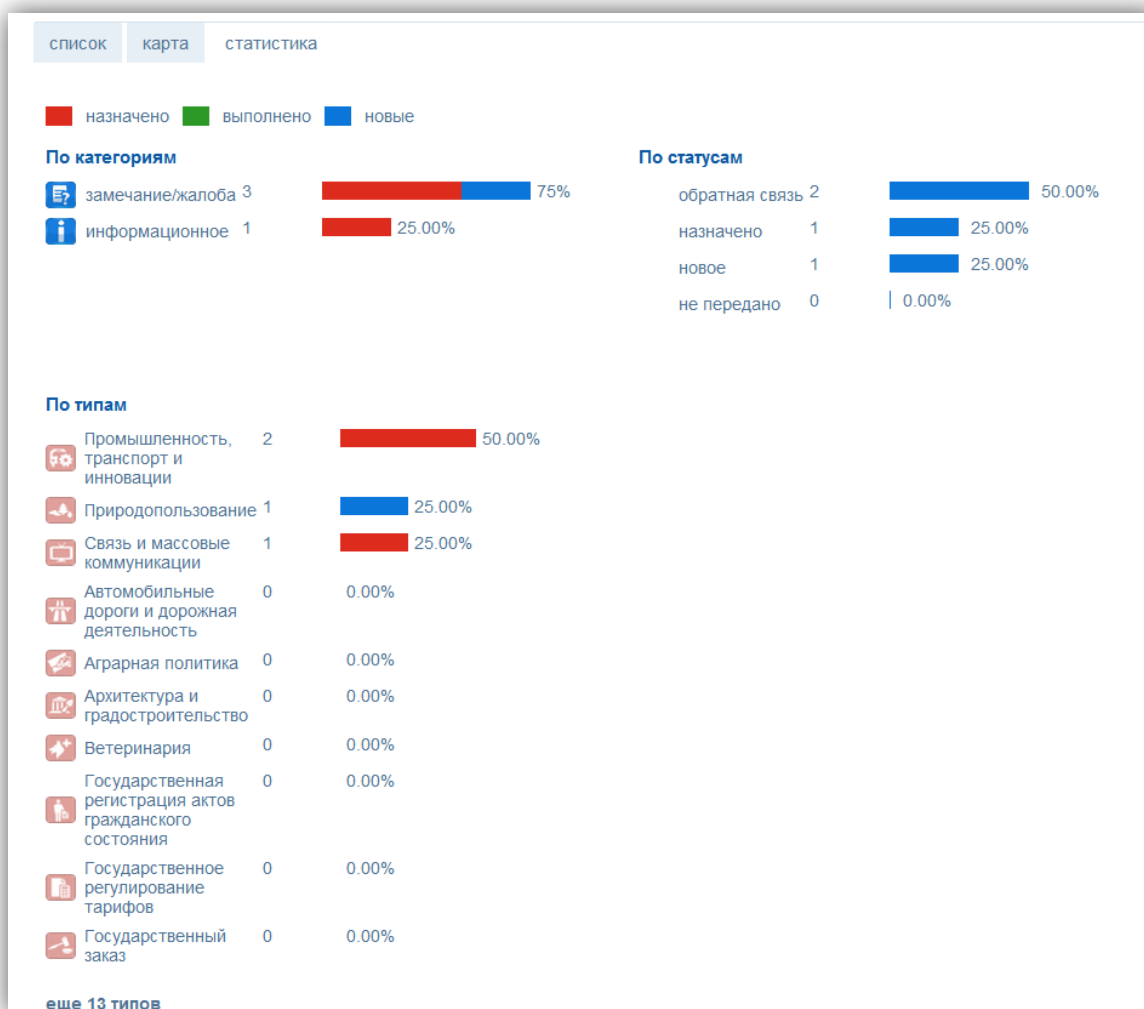 список карта статистика
назначено выполнено новые
По категориям
замечание/жалоба 3 75%
информационное 1 25.00%
По статусам
обратная связь 2 50.00%
назначено 1 25.00%
новое 1 25.00%
не передано 0 0.00%
По типам
Промышленность, 2 50.00%
транспорт и
инновации
Природопользование 1 25.00%
Связь и массовые 1 25.00%
коммуникации
Автомобильные 0 0.00%
дороги и дорожная
деятельность
Аграрная политика 0 0.00%
Архитектура и 0 0.00%
градостроительство
Ветеринария 0 0.00%
Государственная 0 0.00%
регистрация актов
гражданского
состояния
Государственное 0 0.00%
регулирование
тарифов
Государственный 0 0.00%
заказ
еще 13 типов